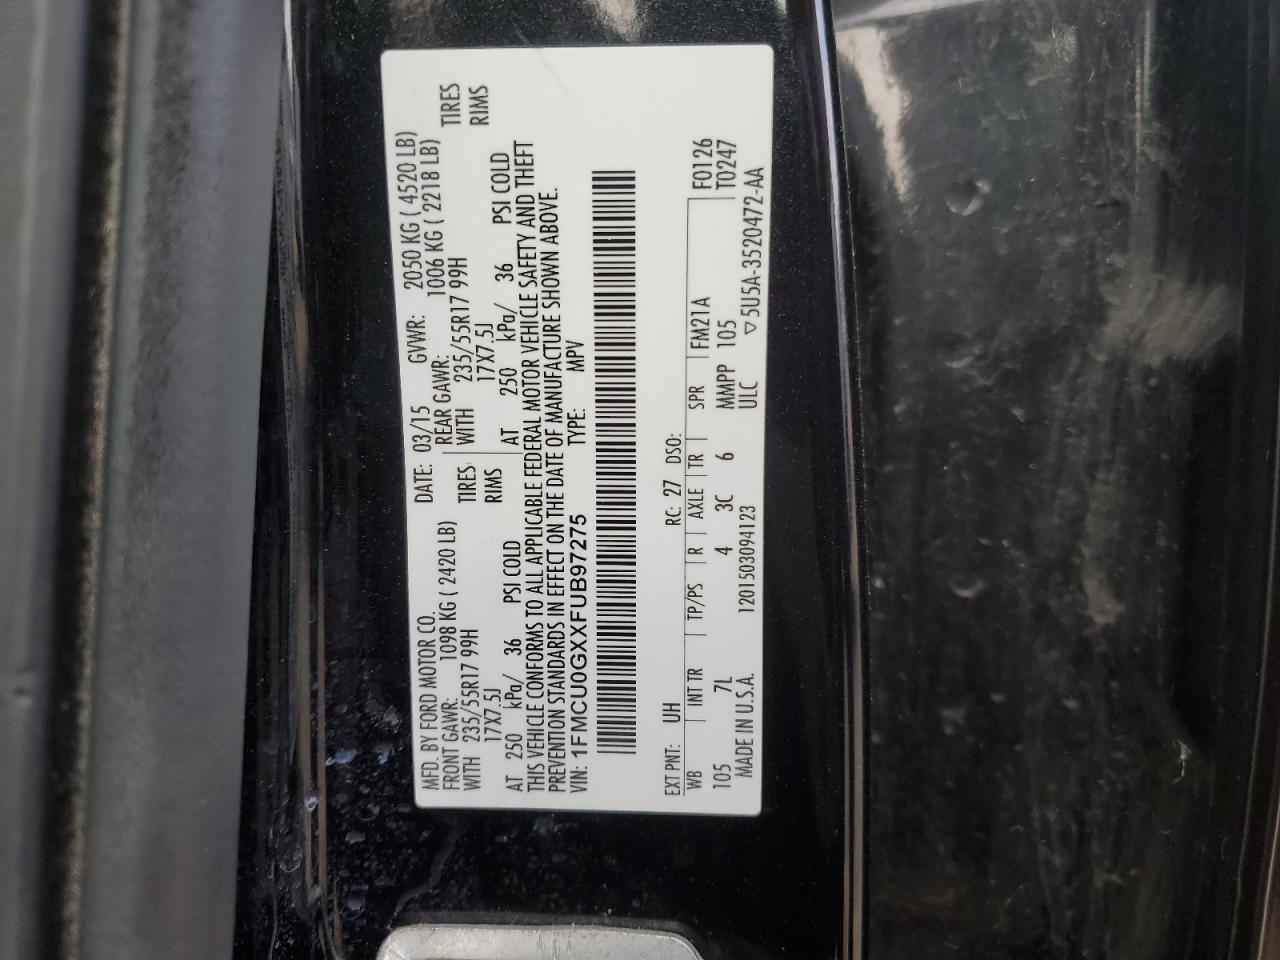 MFD. BY FORD MOTOR CO. DATE: 03/15 GVWR: 2050 KG ( 4520 LB)
FRONT GAWR: 1098 KG ( 2420 LB) REAR GAWR: 1006 KG ( 2218 LB)
WITH 235/55R17 99H TIRES WITH 235/55R17 99H TIRES
17X7.5J RIMS 17X7.5J RIMS
AT 250 kPa/ 36 PSI COLD AT 250 kPa/ 36 PSI COLD
THIS VEHICLE CONFORMS TO ALL APPLICABLE FEDERAL MOTOR VEHICLE SAFETY AND THEFT
PREVENTION STANDARDS IN EFFECT ON THE DATE OF MANUFACTURE SHOWN ABOVE.
VIN: 1FMCU0GXXFUB97275 TYPE: MPV
EXT PNT: UH RC: 27 DSO: F0126
WB INT TR TP/PS R AXLE TR SPR FM21A T0247
105 7L 4 3C 6 MMPP 105
MADE IN U.S.A. 1201503094123 ULC ▽5U5A-3520472-AA